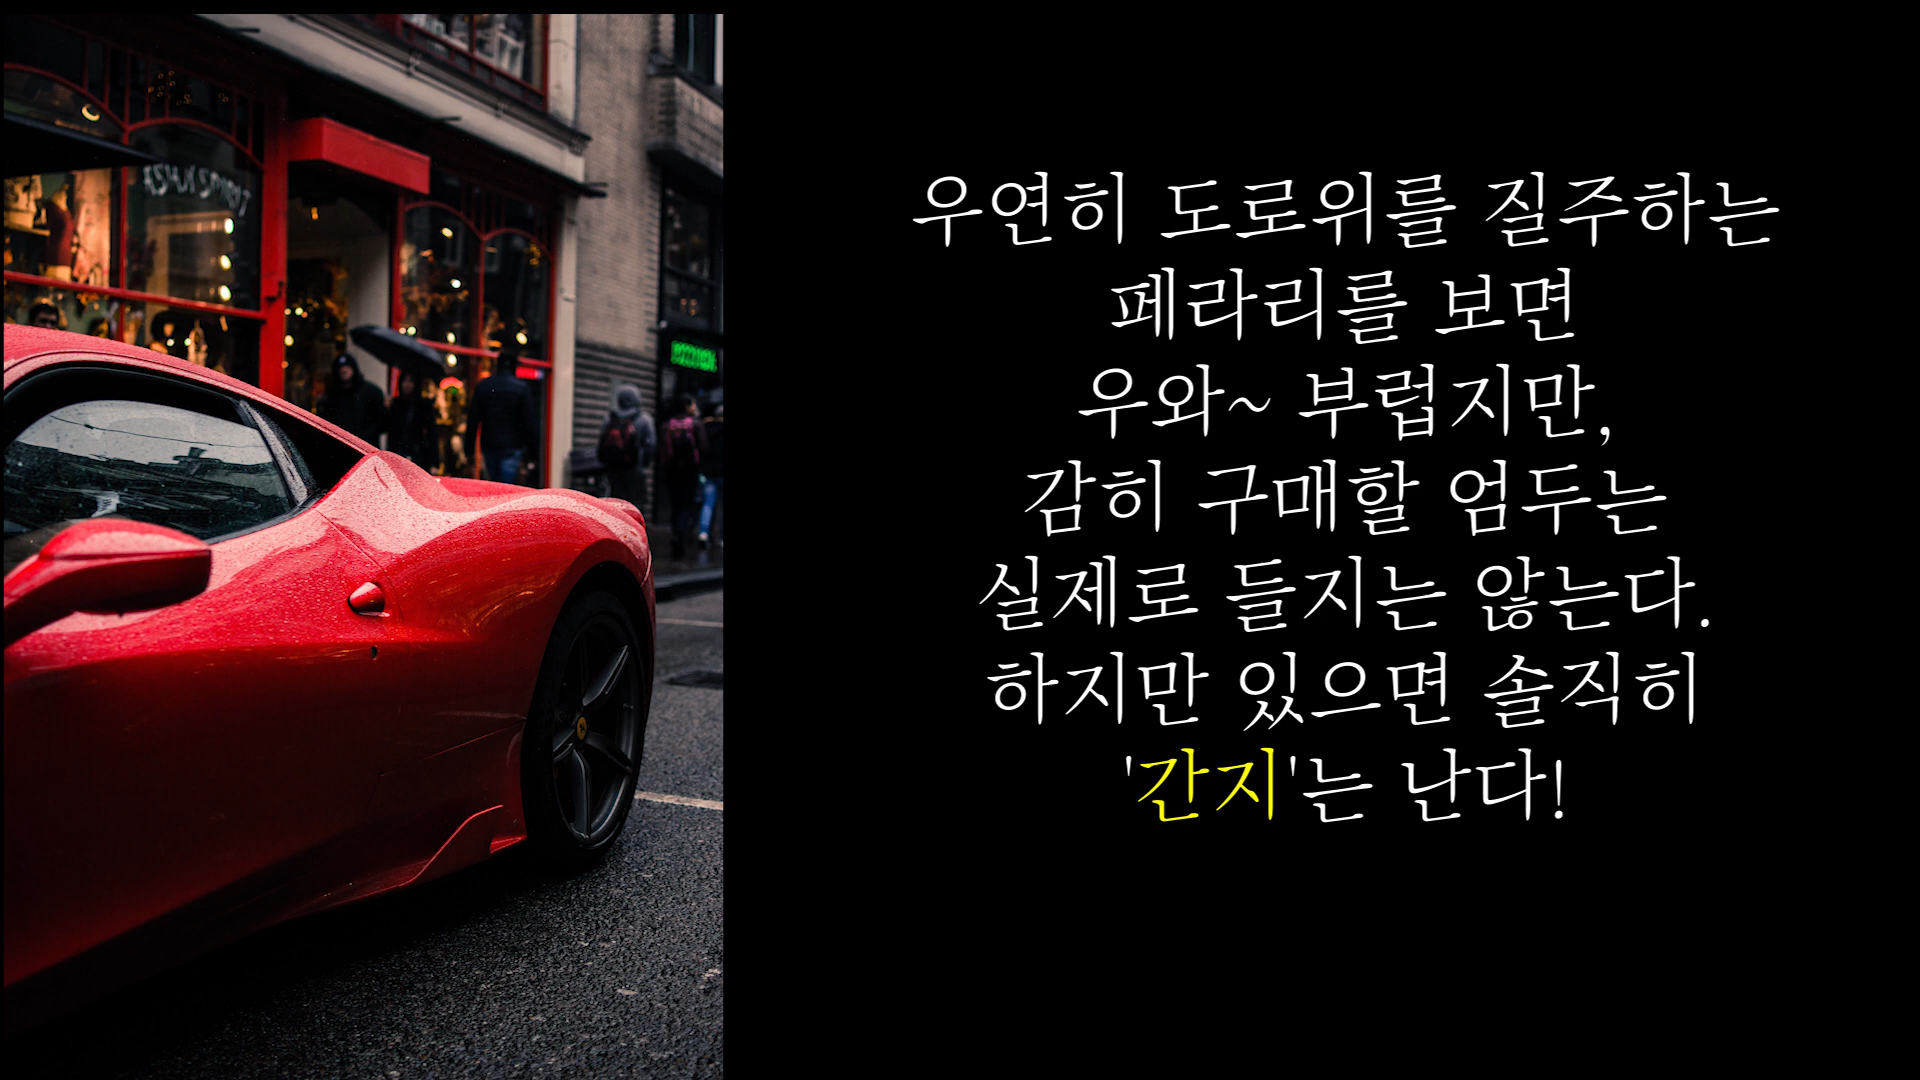 우연히 도로위를 질주하는
페라리를 보면
우와~ 부럽지만,
감히 구매할 엄두는
실제로 들지는 않는다.
하지만 있으면 솔직히
'간지'는 난다!